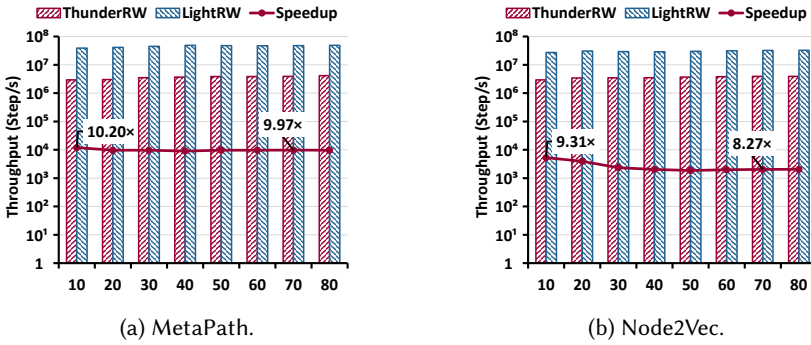 ThunderRW LightRW Speedup
Throughput (Step/s)
10⁸
10⁷
10⁶
10⁵
10⁴
10³
10²
10¹
1
10.20×
9.97×
10 20 30 40 50 60 70 80
(a) MetaPath.
ThunderRW LightRW Speedup
Throughput (Step/s)
10⁸
10⁷
10⁶
10⁵
10⁴
10³
10²
10¹
1
9.31×
8.27×
10 20 30 40 50 60 70 80
(b) Node2Vec.